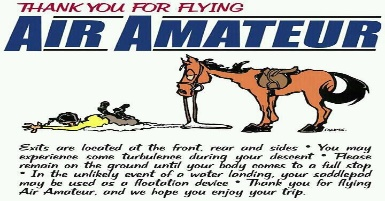 THANK YOU FOR FLYING
AIR AMATEUR
Exits are located at the front, rear and sides * You may
experience some turbulence during your descent * Please
remain on the ground until your body comes to a full stop
* In the unlikely event of a water landing, your saddlepad
may be used as a floatation device * Thank you for flying
Air Amateur, and we hope you enjoy your trip.